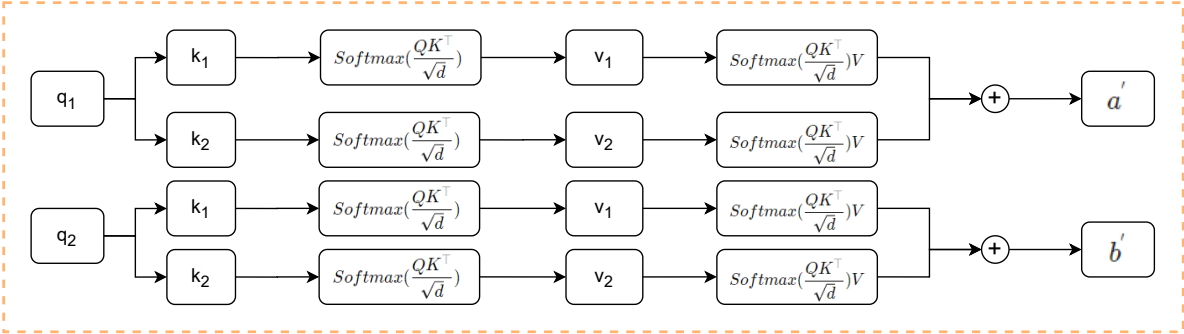 q1 k1 Softmax(QK⊤/√d) v1 Softmax(QK⊤/√d)V + a′
k2 Softmax(QK⊤/√d) v2 Softmax(QK⊤/√d)V
q2 k1 Softmax(QK⊤/√d) v1 Softmax(QK⊤/√d)V + b′
k2 Softmax(QK⊤/√d) v2 Softmax(QK⊤/√d)V